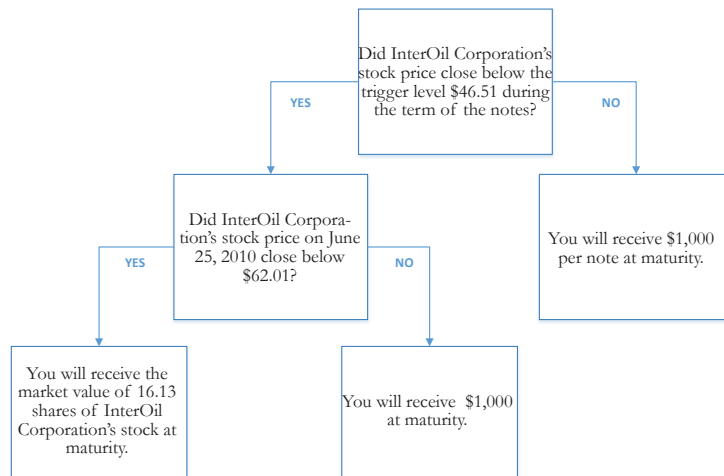 Did InterOil Corporation's
stock price close below the
trigger level $46.51 during
the term of the notes?
YES
NO
Did InterOil Corpora-
tion's stock price on June
25, 2010 close below
$62.01?
You will receive $1,000
per note at maturity.
YES
NO
You will receive the
market value of 16.13
shares of InterOil
Corporation's stock at
maturity.
You will receive $1,000
at maturity.